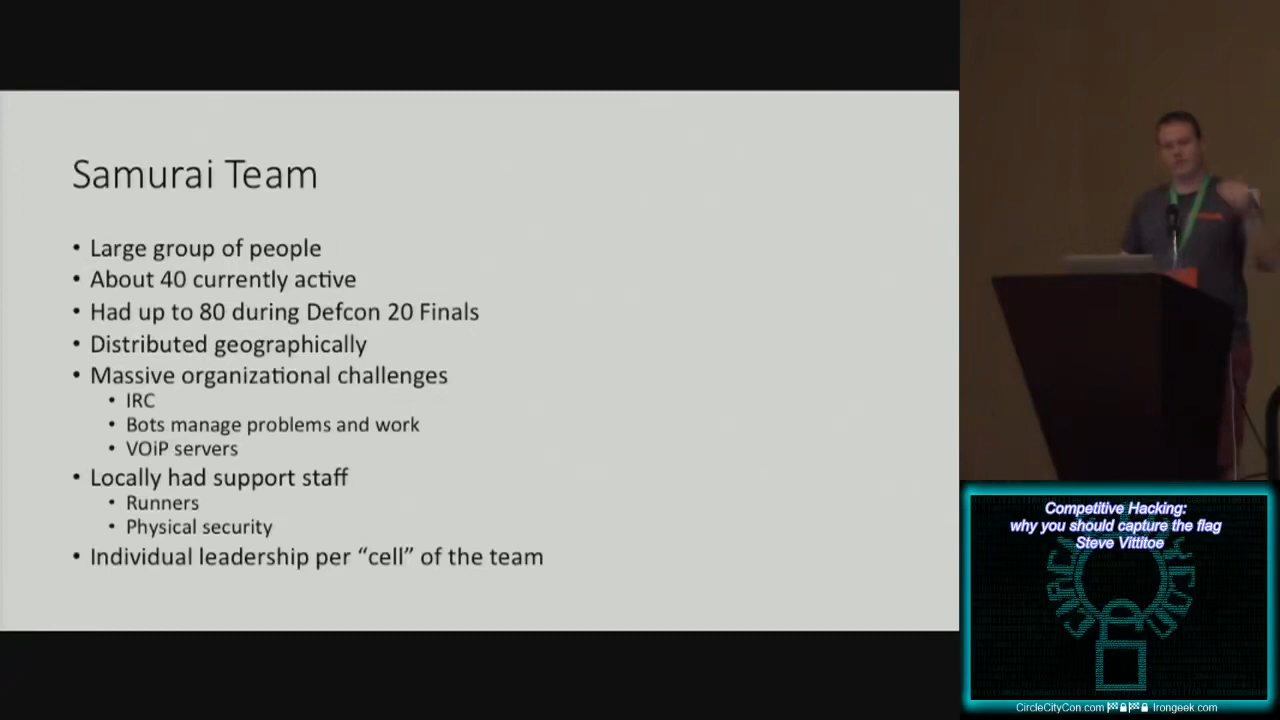 Samurai Team
• Large group of people
• About 40 currently active
• Had up to 80 during Defcon 20 Finals
• Distributed geographically
• Massive organizational challenges
• IRC
• Bots manage problems and work
• VOiP servers
• Locally had support staff
• Runners
• Physical security
• Individual leadership per “cell” of the team
Competitive Hacking:
why you should capture the flag
Steve Vittitoe
CircleCityCon.com Irongeek.com